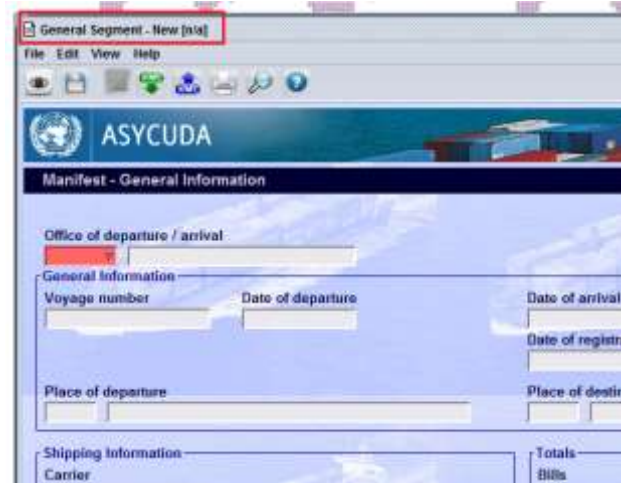 General Segment - New [n/a]
File Edit View Help
ASYCUDA
Manifest - General Information
Office of departure / arrival
General Information
Voyage number Date of departure Date of arrival
Date of registr
Place of departure Place of destin
Shipping Information Totals
Carrier Bills